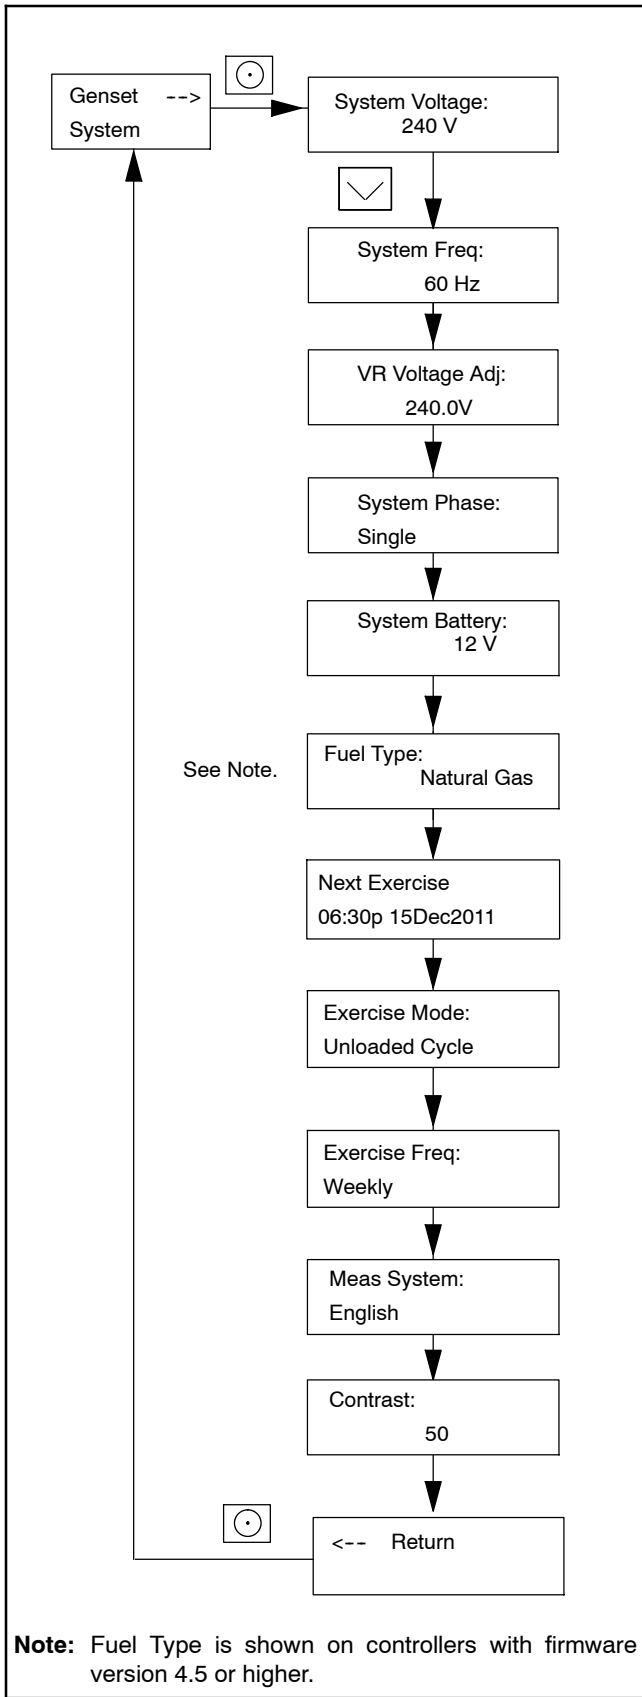 Genset -->
System
System Voltage:
240 V
System Freq:
60 Hz
VR Voltage Adj:
240.0V
System Phase:
Single
System Battery:
12 V
See Note.
Fuel Type:
Natural Gas
Next Exercise
06:30p 15Dec2011
Exercise Mode:
Unloaded Cycle
Exercise Freq:
Weekly
Meas System:
English
Contrast:
50
<-- Return
Note: Fuel Type is shown on controllers with firmware
version 4.5 or higher.